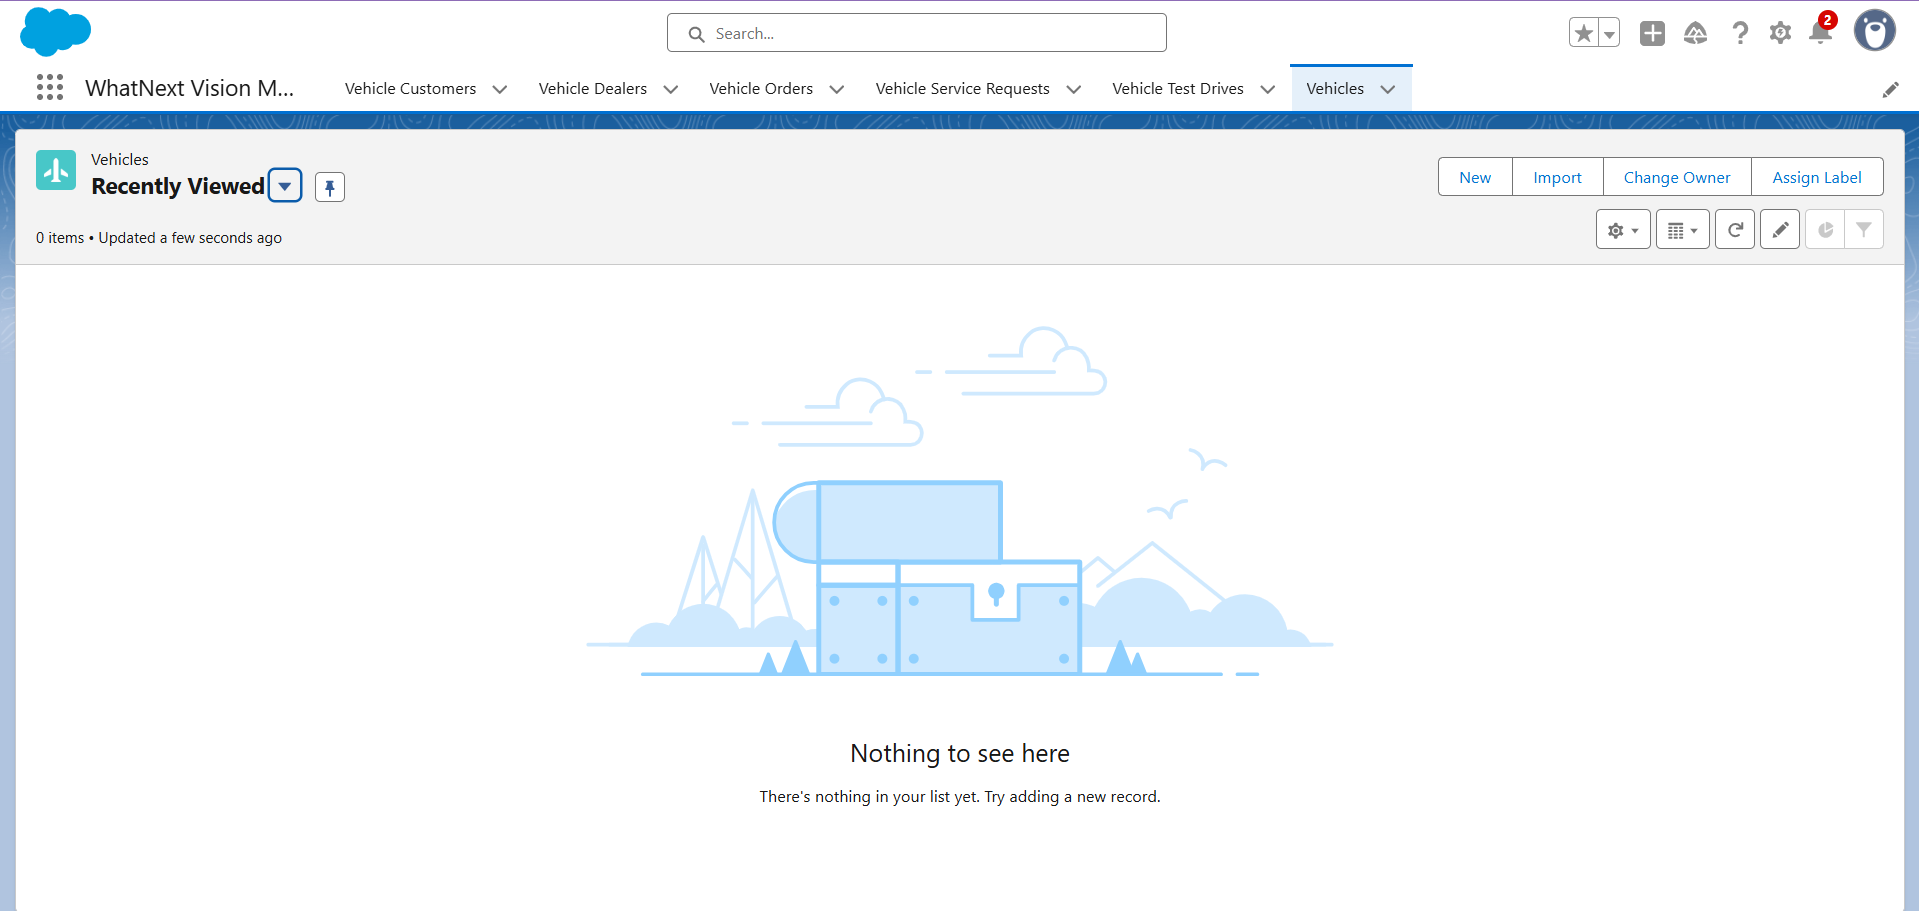 Search...
2
WhatNext Vision M...
Vehicle Customers
Vehicle Dealers
Vehicle Orders
Vehicle Service Requests
Vehicle Test Drives
Vehicles
Vehicles
Recently Viewed
New
Import
Change Owner
Assign Label
0 items • Updated a few seconds ago
Nothing to see here
There's nothing in your list yet. Try adding a new record.